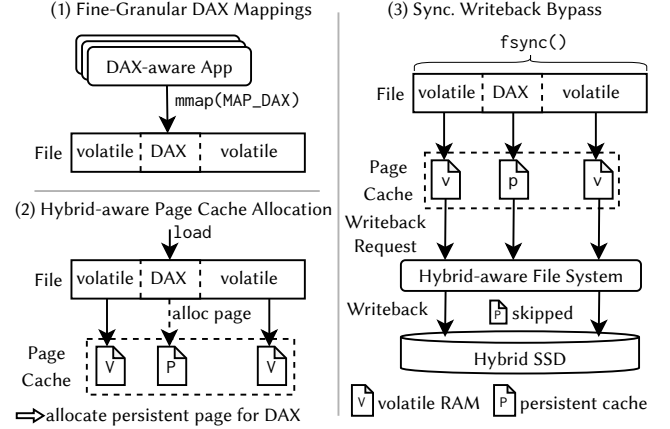 (1) Fine-Granular DAX Mappings
DAX-aware App
mmap(MAP_DAX)
File volatile DAX volatile
(2) Hybrid-aware Page Cache Allocation
load
File volatile DAX volatile
alloc page
Page
Cache
V P V
allocate persistent page for DAX
(3) Sync. Writeback Bypass
fsync()
File volatile DAX volatile
Page
Cache
v p v
Writeback
Request
Hybrid-aware File System
Writeback P skipped
Hybrid SSD
V volatile RAM P persistent cache